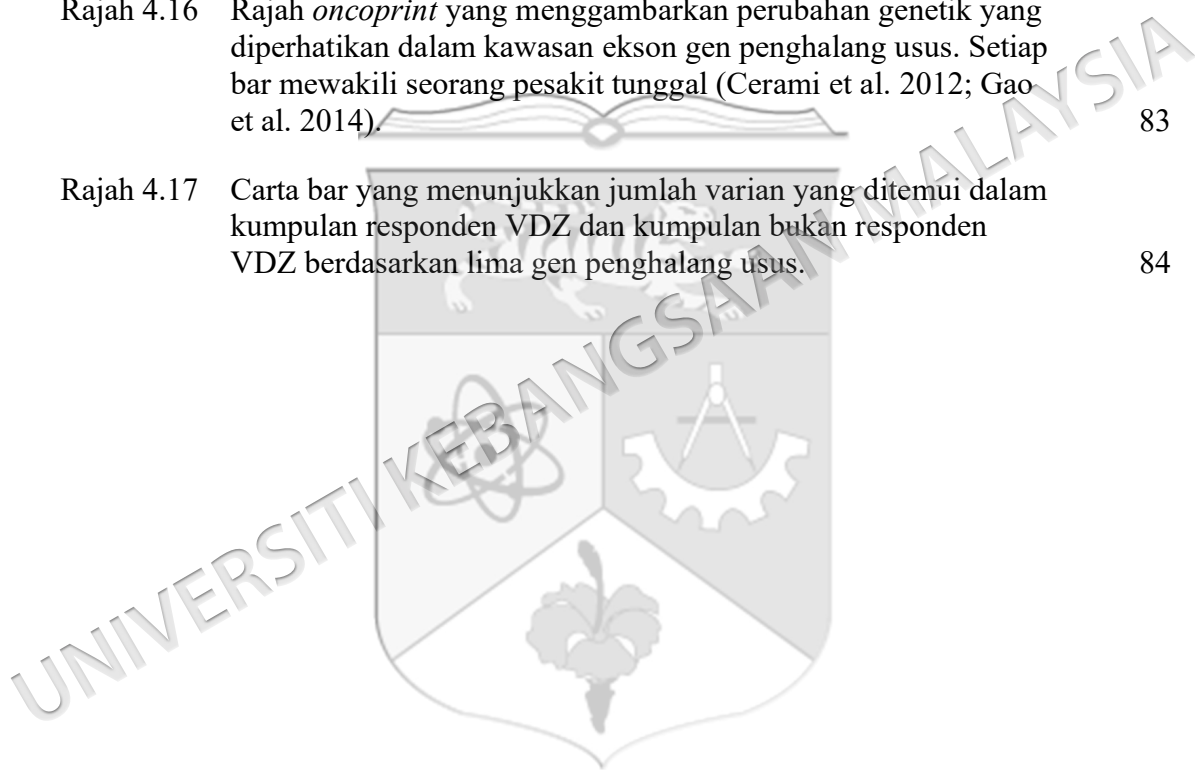 Rajah 4.16 Rajah oncoprint yang menggambarkan perubahan genetik yang
diperhatikan dalam kawasan ekson gen penghalang usus. Setiap
bar mewakili seorang pesakit tunggal (Cerami et al. 2012; Gao
et al. 2014). 83
Rajah 4.17 Carta bar yang menunjukkan jumlah varian yang ditemui dalam
kumpulan responden VDZ dan kumpulan bukan responden
VDZ berdasarkan lima gen penghalang usus. 84
UNIVERSITI KEBANGSAAN MALAYSIA